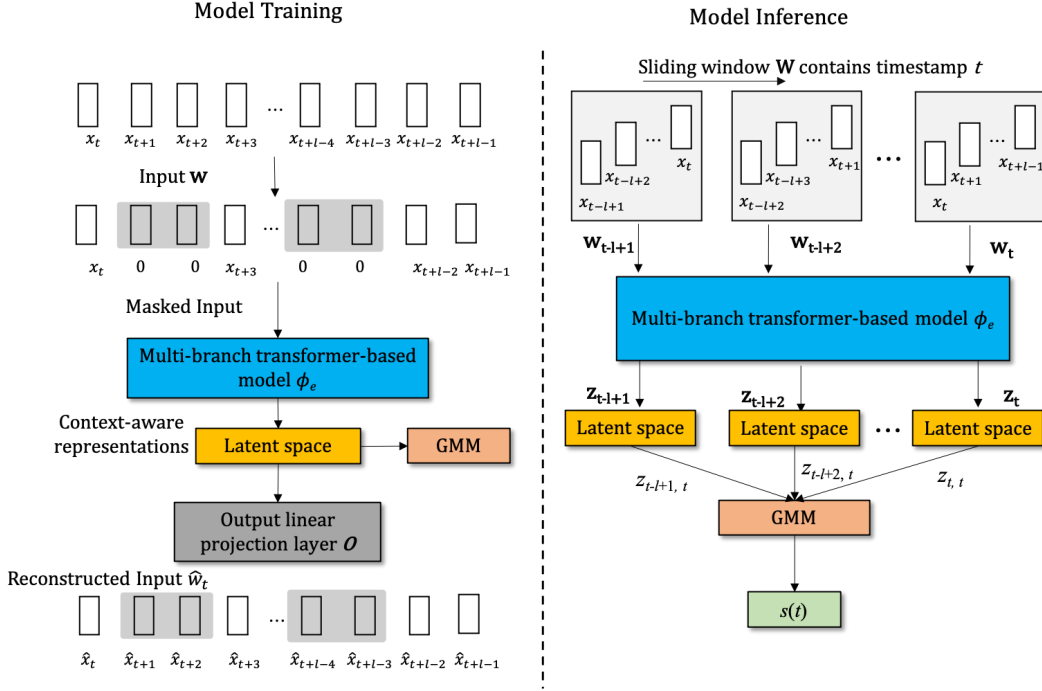 Model Training
x_t x_{t+1} x_{t+2} x_{t+3} ... x_{t+l-4} x_{t+l-3} x_{t+l-2} x_{t+l-1}
Input W
...
x_t 0 0 x_{t+3} 0 0 x_{t+l-2} x_{t+l-1}
Masked Input
Multi-branch transformer-based
model ϕ_e
Context-aware
representations
Latent space
GMM
Output linear
projection layer O
Reconstructed Input ŵ_t
...
x̂_t x̂_{t+1} x̂_{t+2} x̂_{t+3} x̂_{t+l-4} x̂_{t+l-3} x̂_{t+l-2} x̂_{t+l-1}
Model Inference
Sliding window W contains timestamp t
x_{t-l+1} x_{t-l+2} ... x_t
x_{t-l+2} x_{t-l+3} ... x_{t+1}
...
x_t x_{t+1} ... x_{t+l-1}
w_{t-l+1} w_{t-l+2} w_t
Multi-branch transformer-based model ϕ_e
z_{t-l+1} z_{t-l+2} z_t
Latent space Latent space ... Latent space
z_{t-l+1, t} z_{t-l+2, t} z_{t, t}
GMM
s(t)